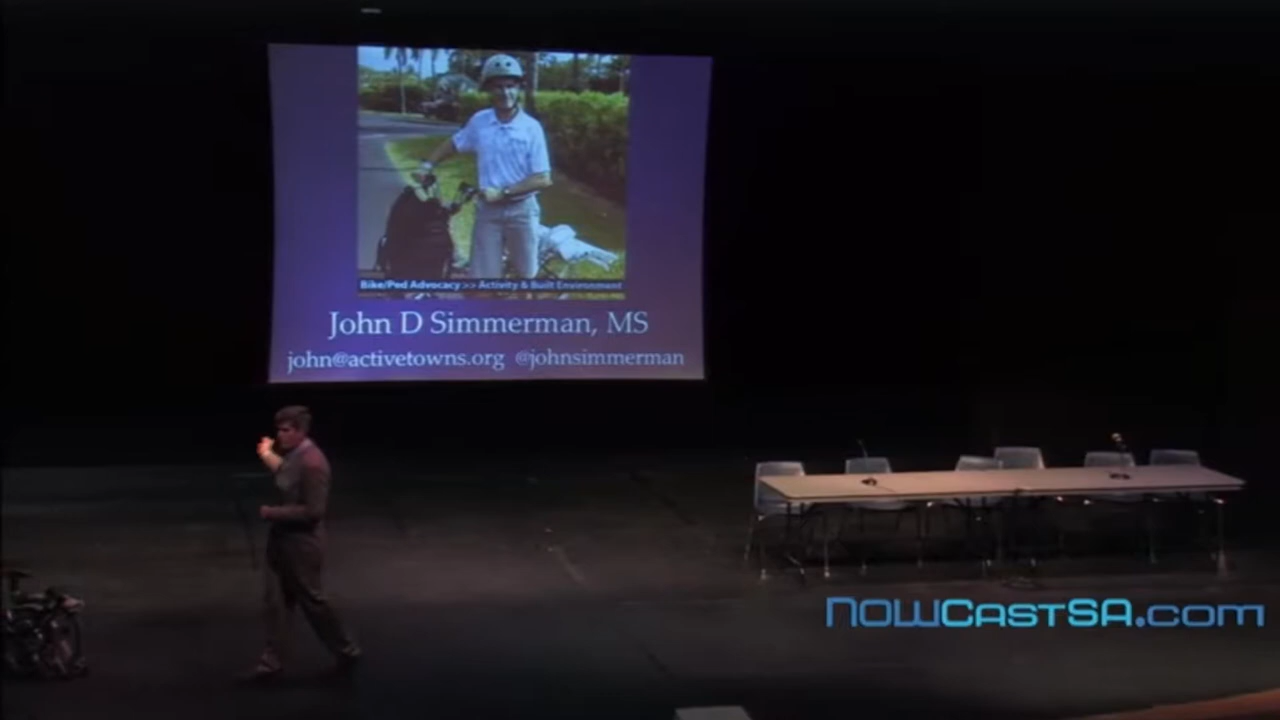 Bike/Ped Advocacy >> Activity & Built Environment
John D Simmerman, MS
john@activetowns.org @johnsimmerman
NOWCastSA.com